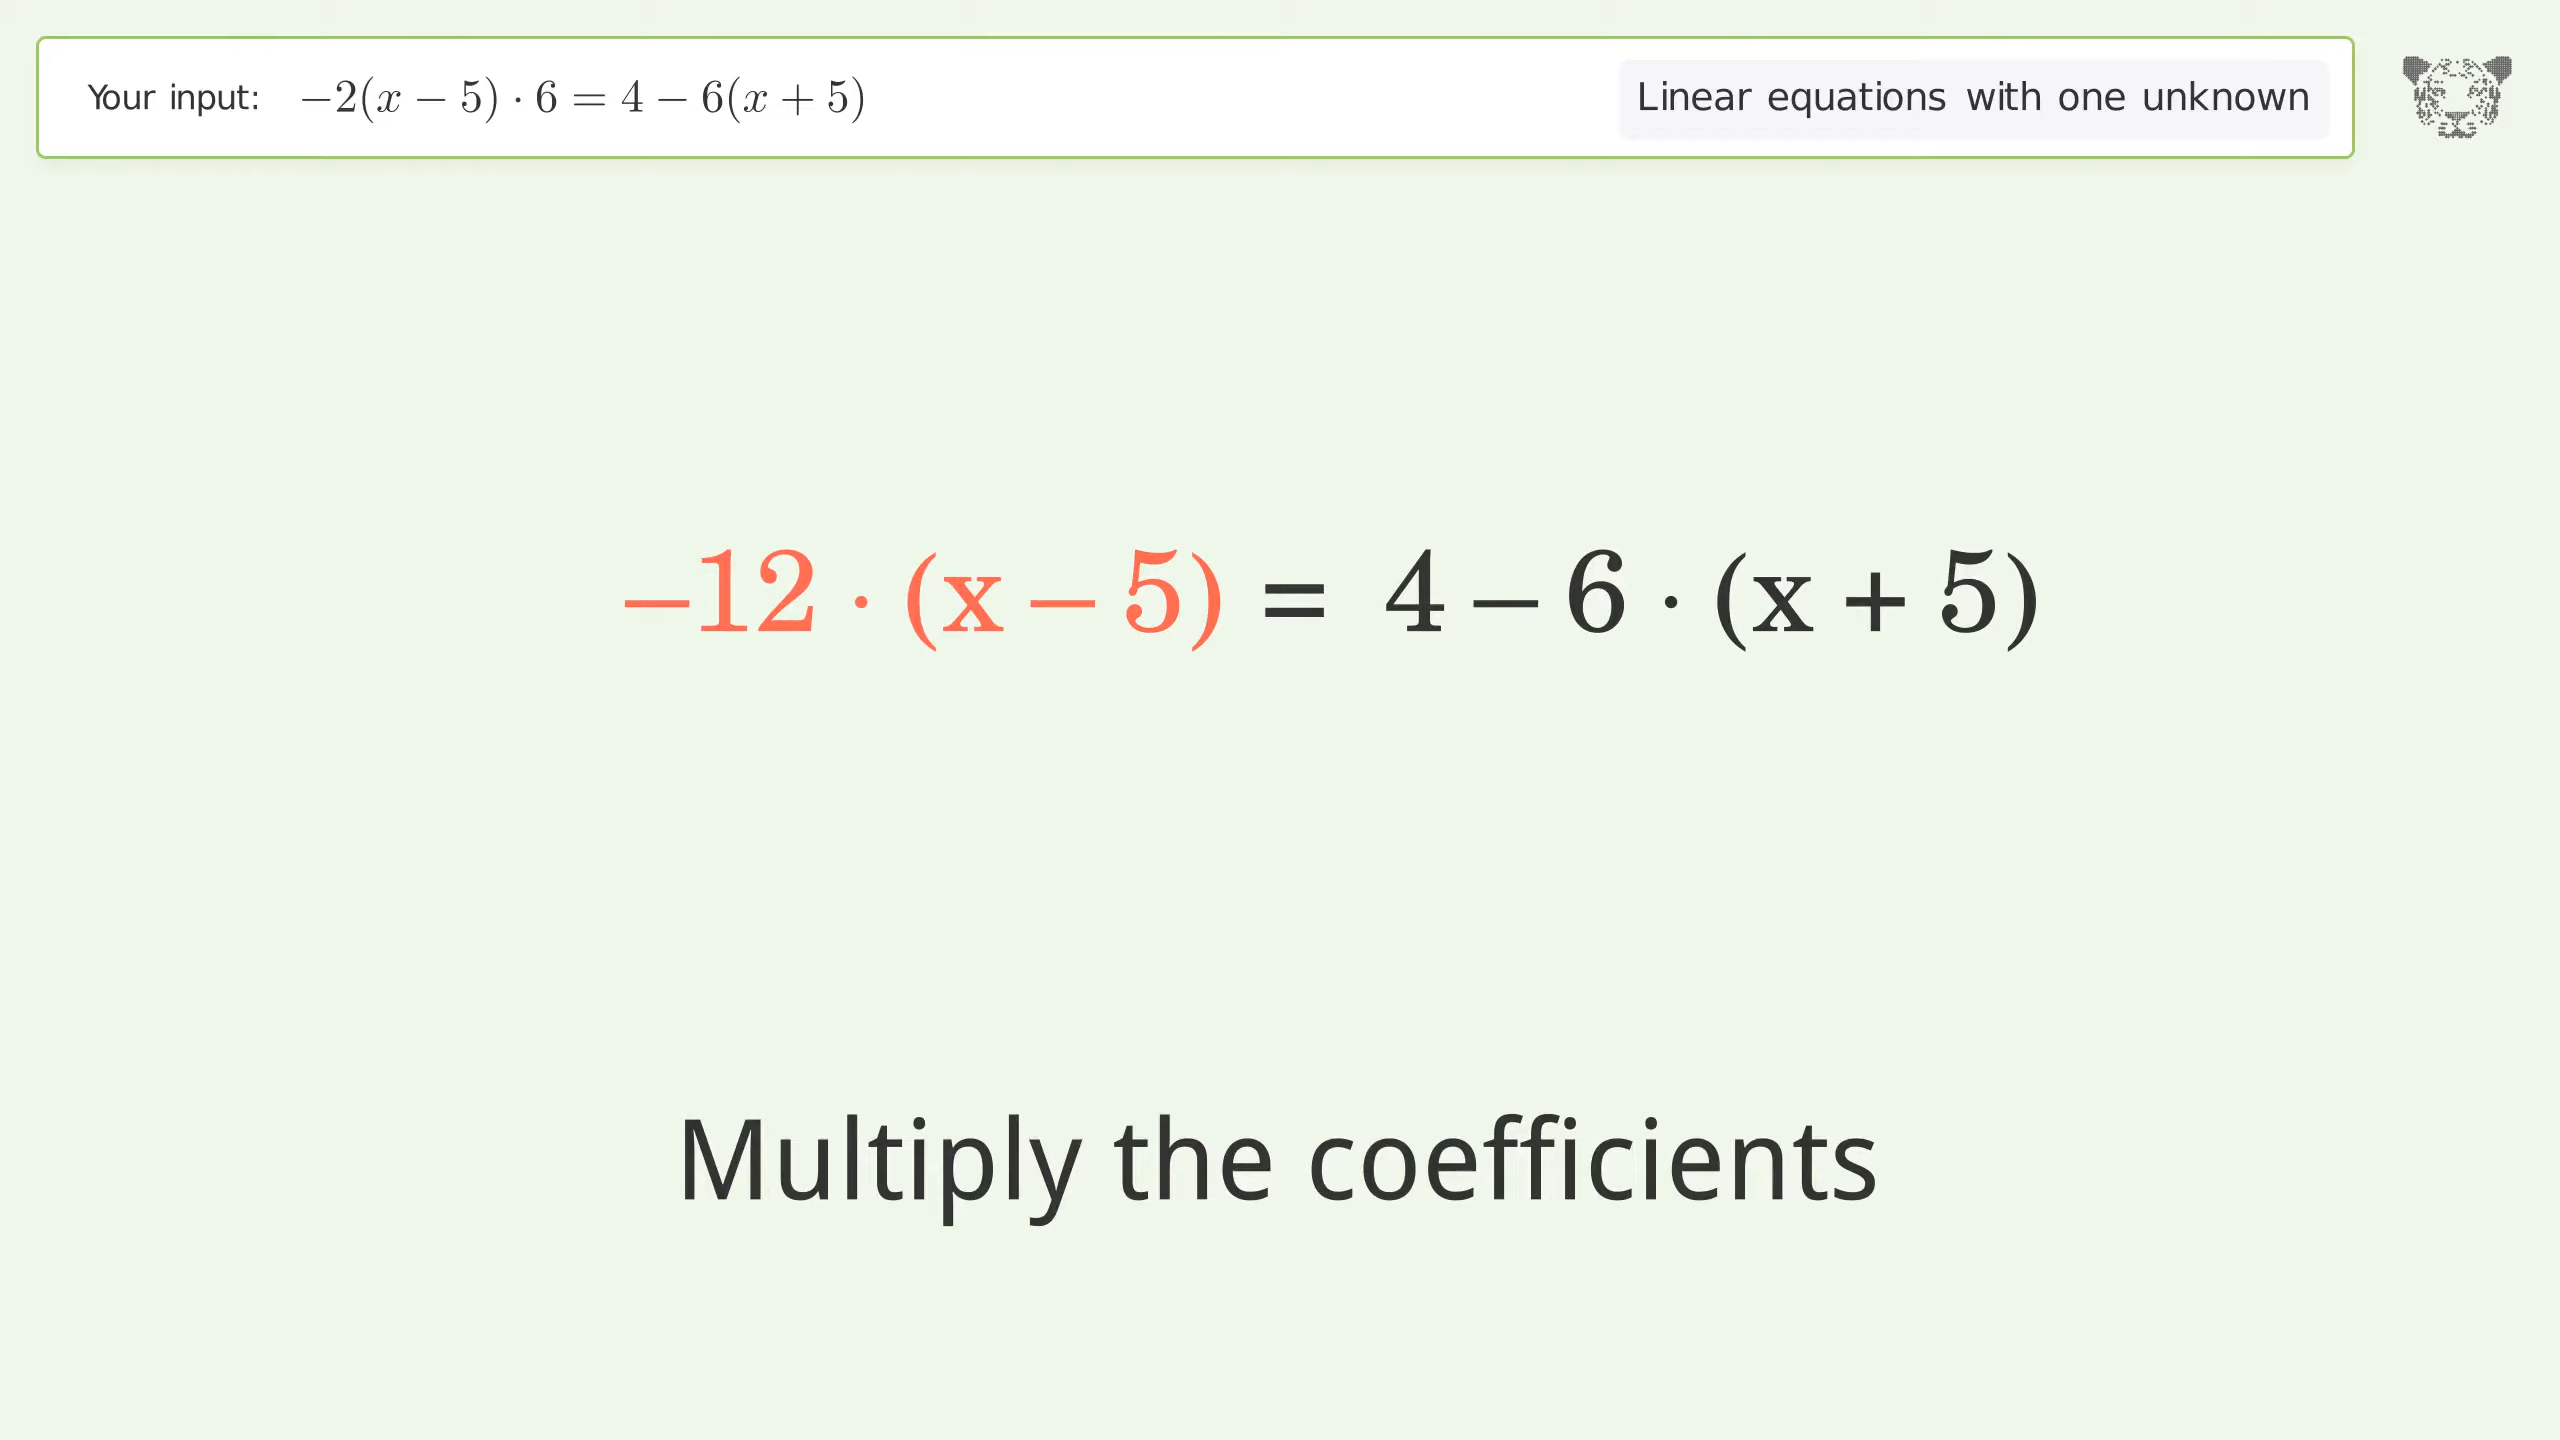 Your input: −2(x − 5) · 6 = 4 − 6(x + 5) Linear equations with one unknown
−12 · (x − 5) = 4 − 6 · (x + 5)
Multiply the coefficients